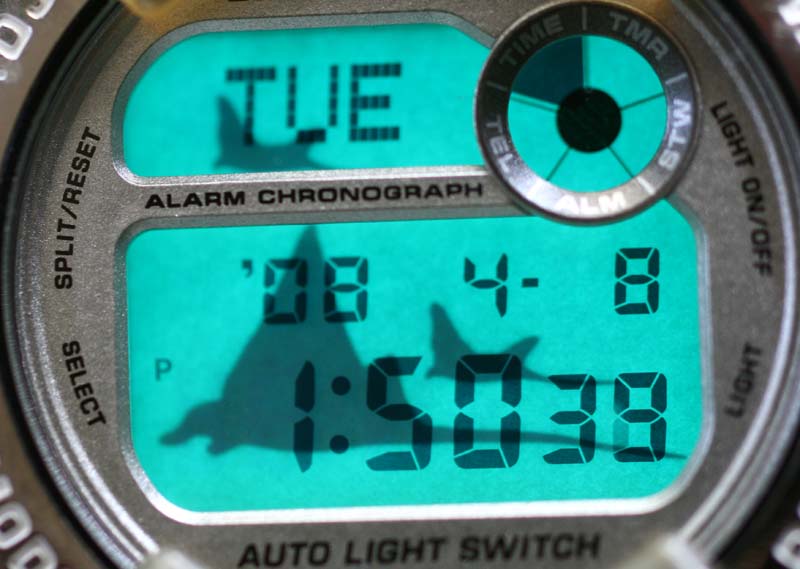 TUE
TIME
TMR
STW
ALM
TEL
ALARM CHRONOGRAPH
SPLIT/RESET
LIGHT ON/OFF
'08 4- 8
P 1:50 38
SELECT
LIGHT
AUTO LIGHT SWITCH